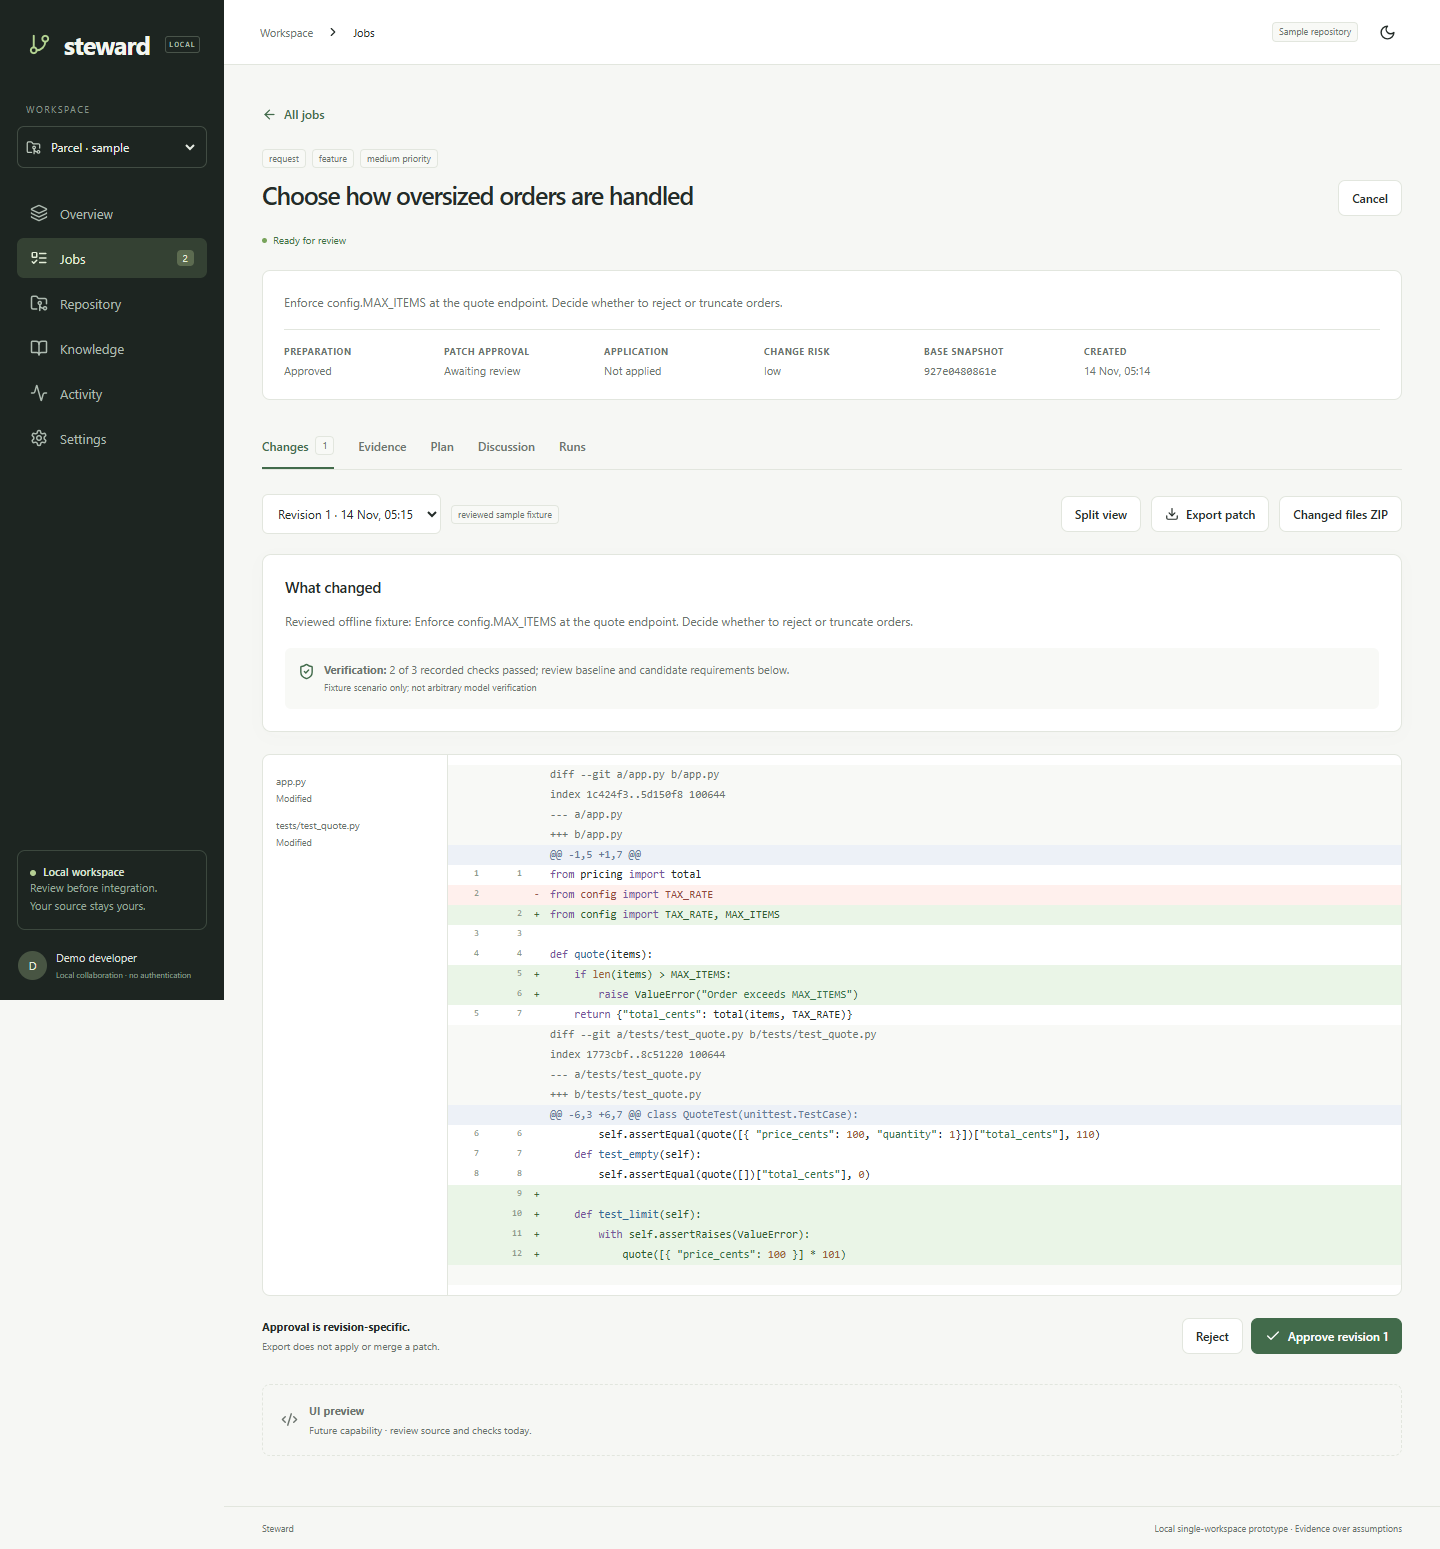 steward LOCAL
WORKSPACE
Parcel · sample
Overview
Jobs 2
Repository
Knowledge
Activity
Settings
Local workspace
Review before integration.
Your source stays yours.
D Demo developer
Local collaboration · no authentication
Workspace > Jobs
Sample repository
← All jobs
request feature medium priority
Choose how oversized orders are handled
Cancel
Ready for review
Enforce config.MAX_ITEMS at the quote endpoint. Decide whether to reject or truncate orders.
PREPARATION PATCH APPROVAL APPLICATION CHANGE RISK BASE SNAPSHOT CREATED
Approved Awaiting review Not applied low 927e0480861e 14 Nov, 05:14
Changes 1 Evidence Plan Discussion Runs
Revision 1 · 14 Nov, 05:15 reviewed sample fixture Split view Export patch Changed files ZIP
What changed
Reviewed offline fixture: Enforce config.MAX_ITEMS at the quote endpoint. Decide whether to reject or truncate orders.
Verification: 2 of 3 recorded checks passed; review baseline and candidate requirements below.
Fixture scenario only; not arbitrary model verification
app.py
Modified
tests/test_quote.py
Modified
diff --git a/app.py b/app.py
index 1c424f3..5d150f8 100644
--- a/app.py
+++ b/app.py
@@ -1,5 +1,7 @@
1 1 from pricing import total
2 - from config import TAX_RATE
2 + from config import TAX_RATE, MAX_ITEMS
3 3
4 4 def quote(items):
5 +     if len(items) > MAX_ITEMS:
6 +         raise ValueError("Order exceeds MAX_ITEMS")
5 7     return {"total_cents": total(items, TAX_RATE)}
diff --git a/tests/test_quote.py b/tests/test_quote.py
index 1773cbf..8c51220 100644
--- a/tests/test_quote.py
+++ b/tests/test_quote.py
@@ -6,3 +6,7 @@ class QuoteTest(unittest.TestCase):
6 6         self.assertEqual(quote([{ "price_cents": 100, "quantity": 1}])["total_cents"], 110)
7 7     def test_empty(self):
8 8         self.assertEqual(quote([])["total_cents"], 0)
9 +
10 +     def test_limit(self):
11 +         with self.assertRaises(ValueError):
12 +             quote([{ "price_cents": 100 }] * 101)
Approval is revision-specific.
Export does not apply or merge a patch.
Reject Approve revision 1
UI preview
Future capability · review source and checks today.
Steward
Local single-workspace prototype · Evidence over assumptions